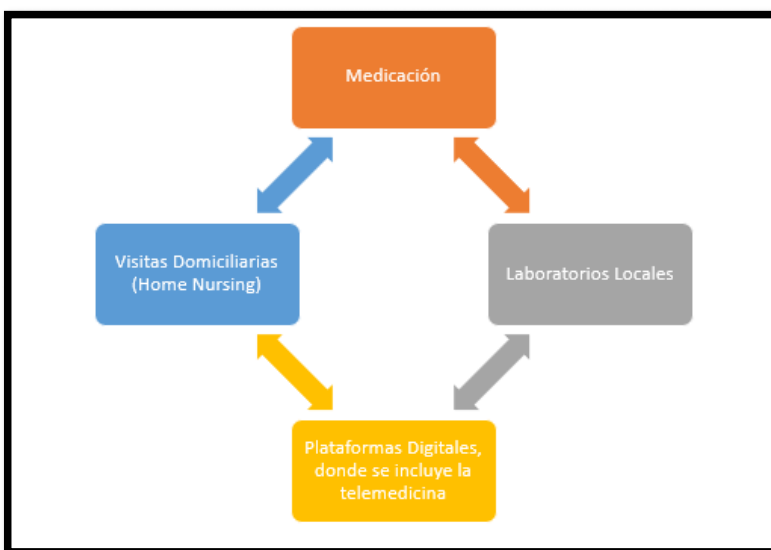 Medicación
Visitas Domiciliarias
(Home Nursing)
Laboratorios Locales
Plataformas Digitales,
donde se incluye la
telemedicina